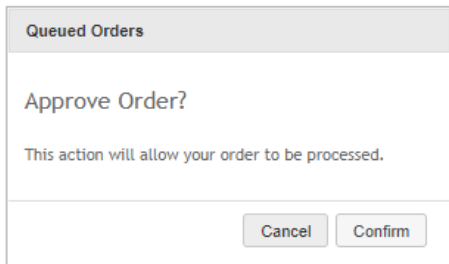 Queued Orders
Approve Order?
This action will allow your order to be processed.
Cancel Confirm